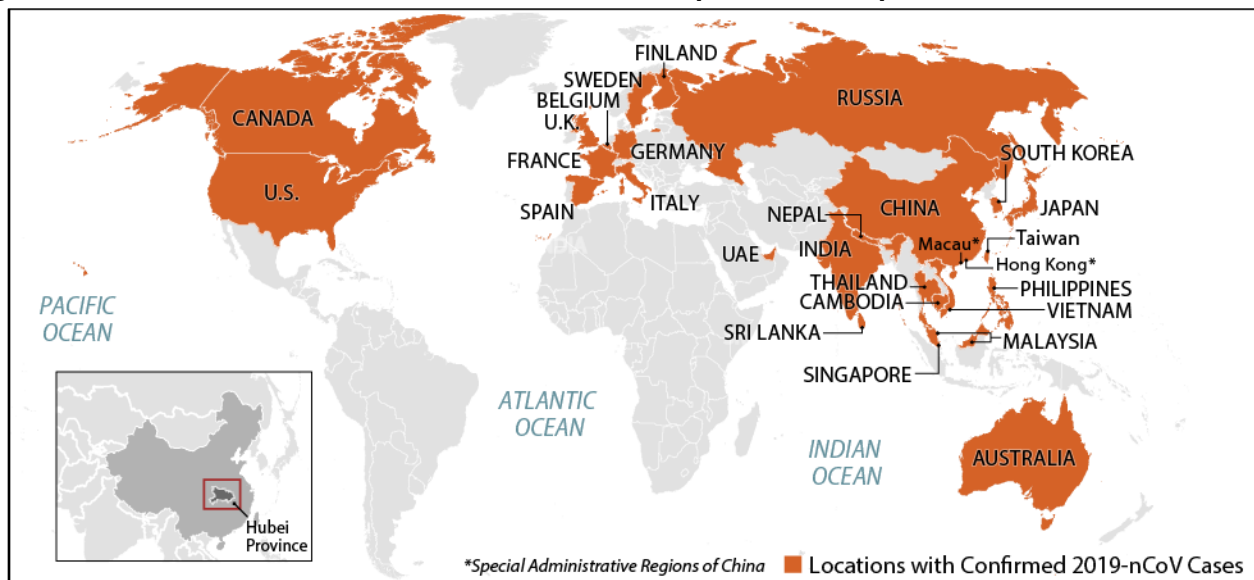 FINLAND
SWEDEN
BELGIUM
U.K.
RUSSIA
CANADA
FRANCE
GERMANY
SOUTH KOREA
U.S.
SPAIN
ITALY
NEPAL
CHINA
JAPAN
UAE
INDIA
Macau*
Taiwan
Hong Kong*
THAILAND
PHILIPPINES
CAMBODIA
VIETNAM
PACIFIC
OCEAN
SRI LANKA
MALAYSIA
SINGAPORE
ATLANTIC
OCEAN
INDIAN
OCEAN
AUSTRALIA
Hubei
Province
*Special Administrative Regions of China
Locations with Confirmed 2019-nCoV Cases